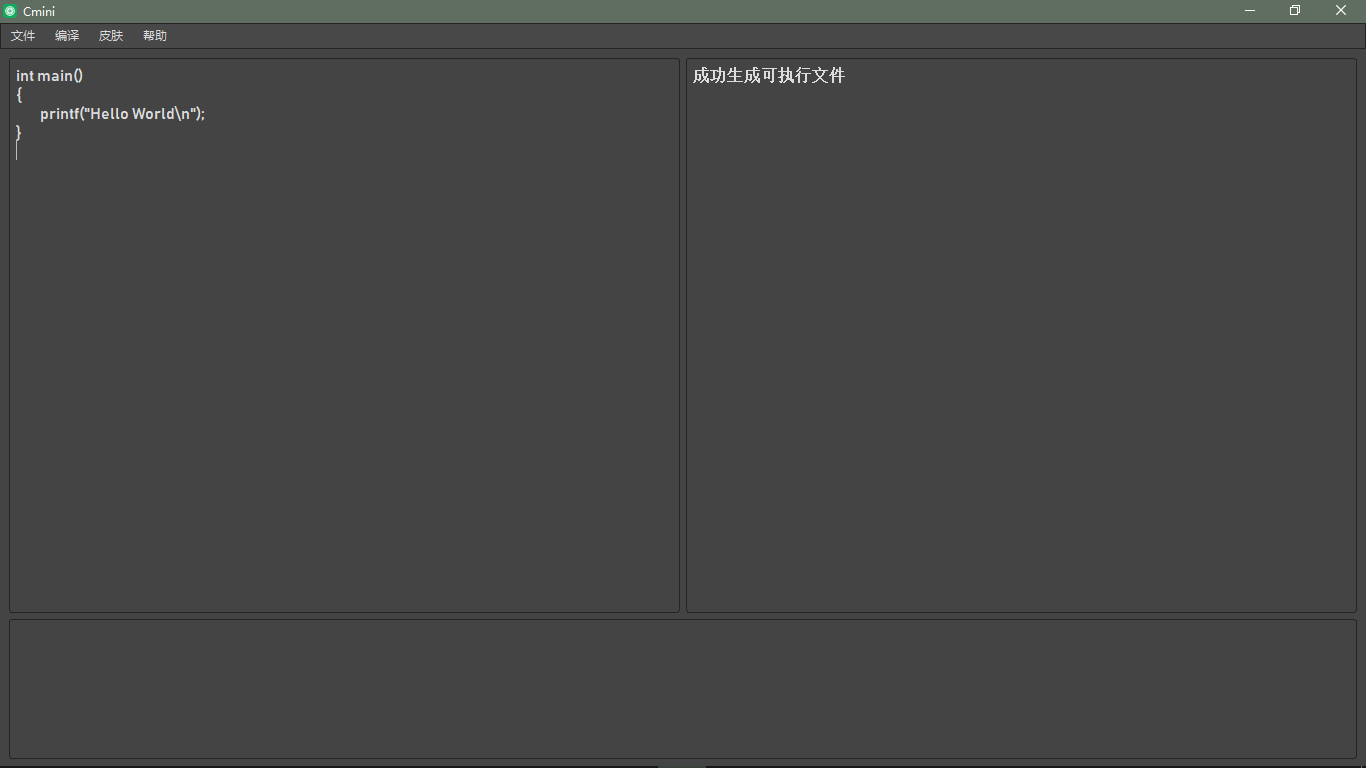 Cmini
文件 编译 皮肤 帮助
int main()
{
printf("Hello World\n");
}
成功生成可执行文件